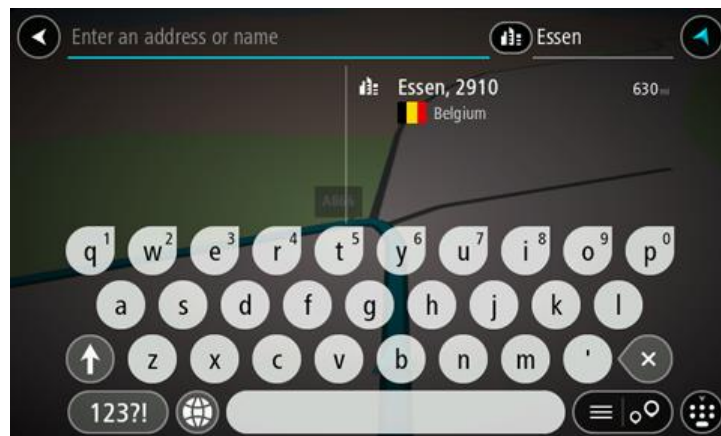 Enter an address or name
Essen
Essen, 2910
630 mi
Belgium
q1 w2 e3 r4 t5 y6 u7 i8 o9 p0
a s d f g h j k l
z x c v b n m '
123?!